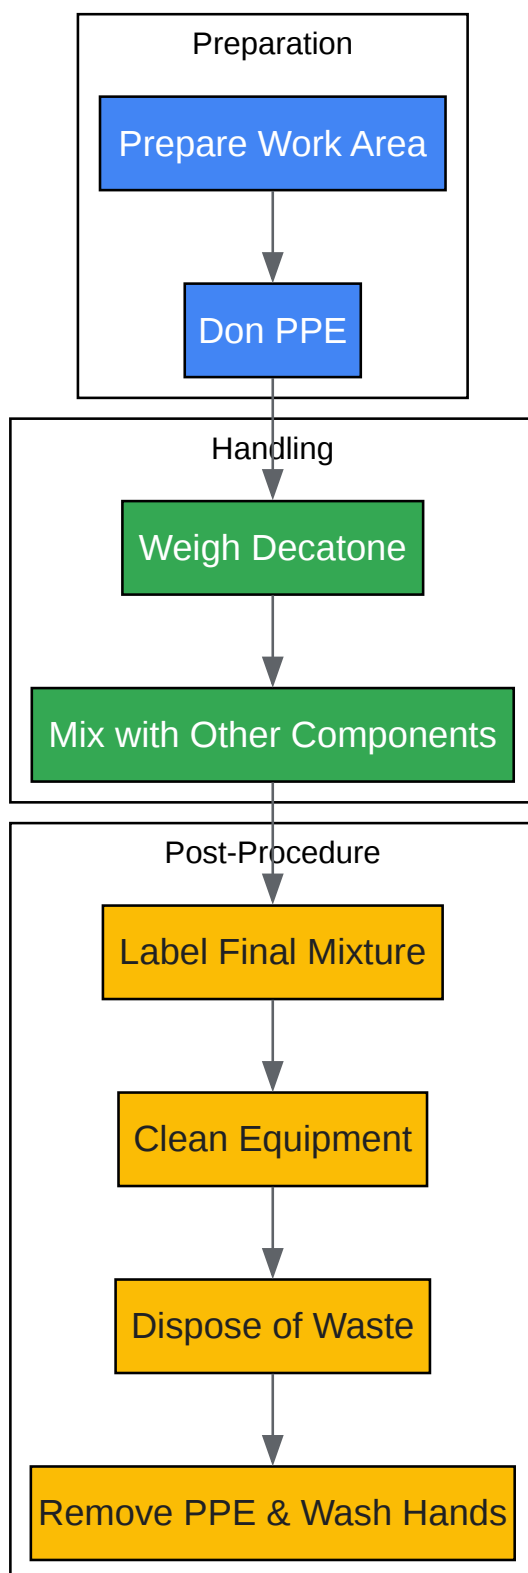 Preparation
Prepare Work Area
Don PPE
Handling
Weigh Decatone
Mix with Other Components
Post-Procedure
Label Final Mixture
Clean Equipment
Dispose of Waste
Remove PPE & Wash Hands